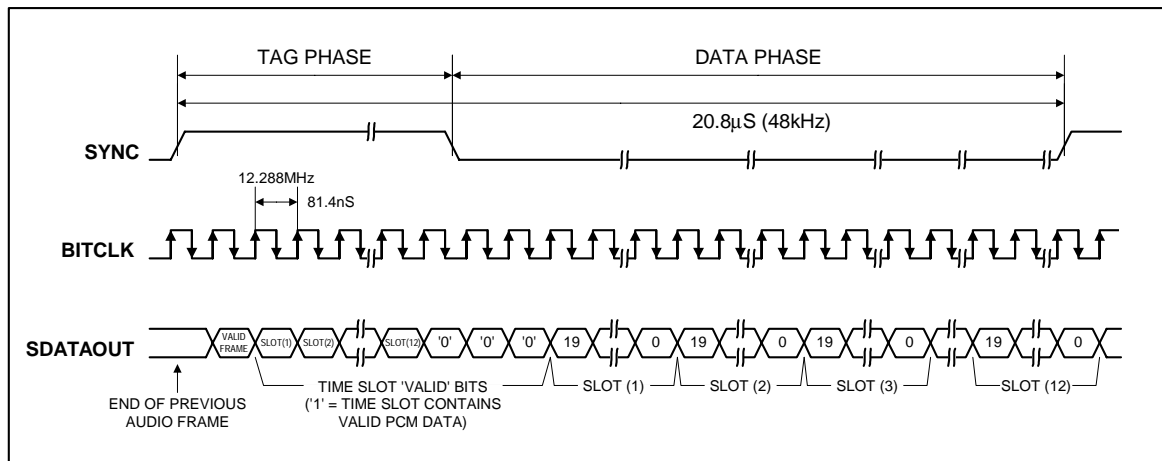 TAG PHASE
DATA PHASE
20.8µS (48kHz)
SYNC
12.288MHz
81.4nS
BITCLK
SDATAOUT
VALID
FRAME
SLOT(1)
SLOT(2)
SLOT(12)
'0'
'0'
'0'
19
0
19
0
19
0
19
0
END OF PREVIOUS
AUDIO FRAME
TIME SLOT 'VALID' BITS
('1' = TIME SLOT CONTAINS
VALID PCM DATA)
SLOT (1)
SLOT (2)
SLOT (3)
SLOT (12)